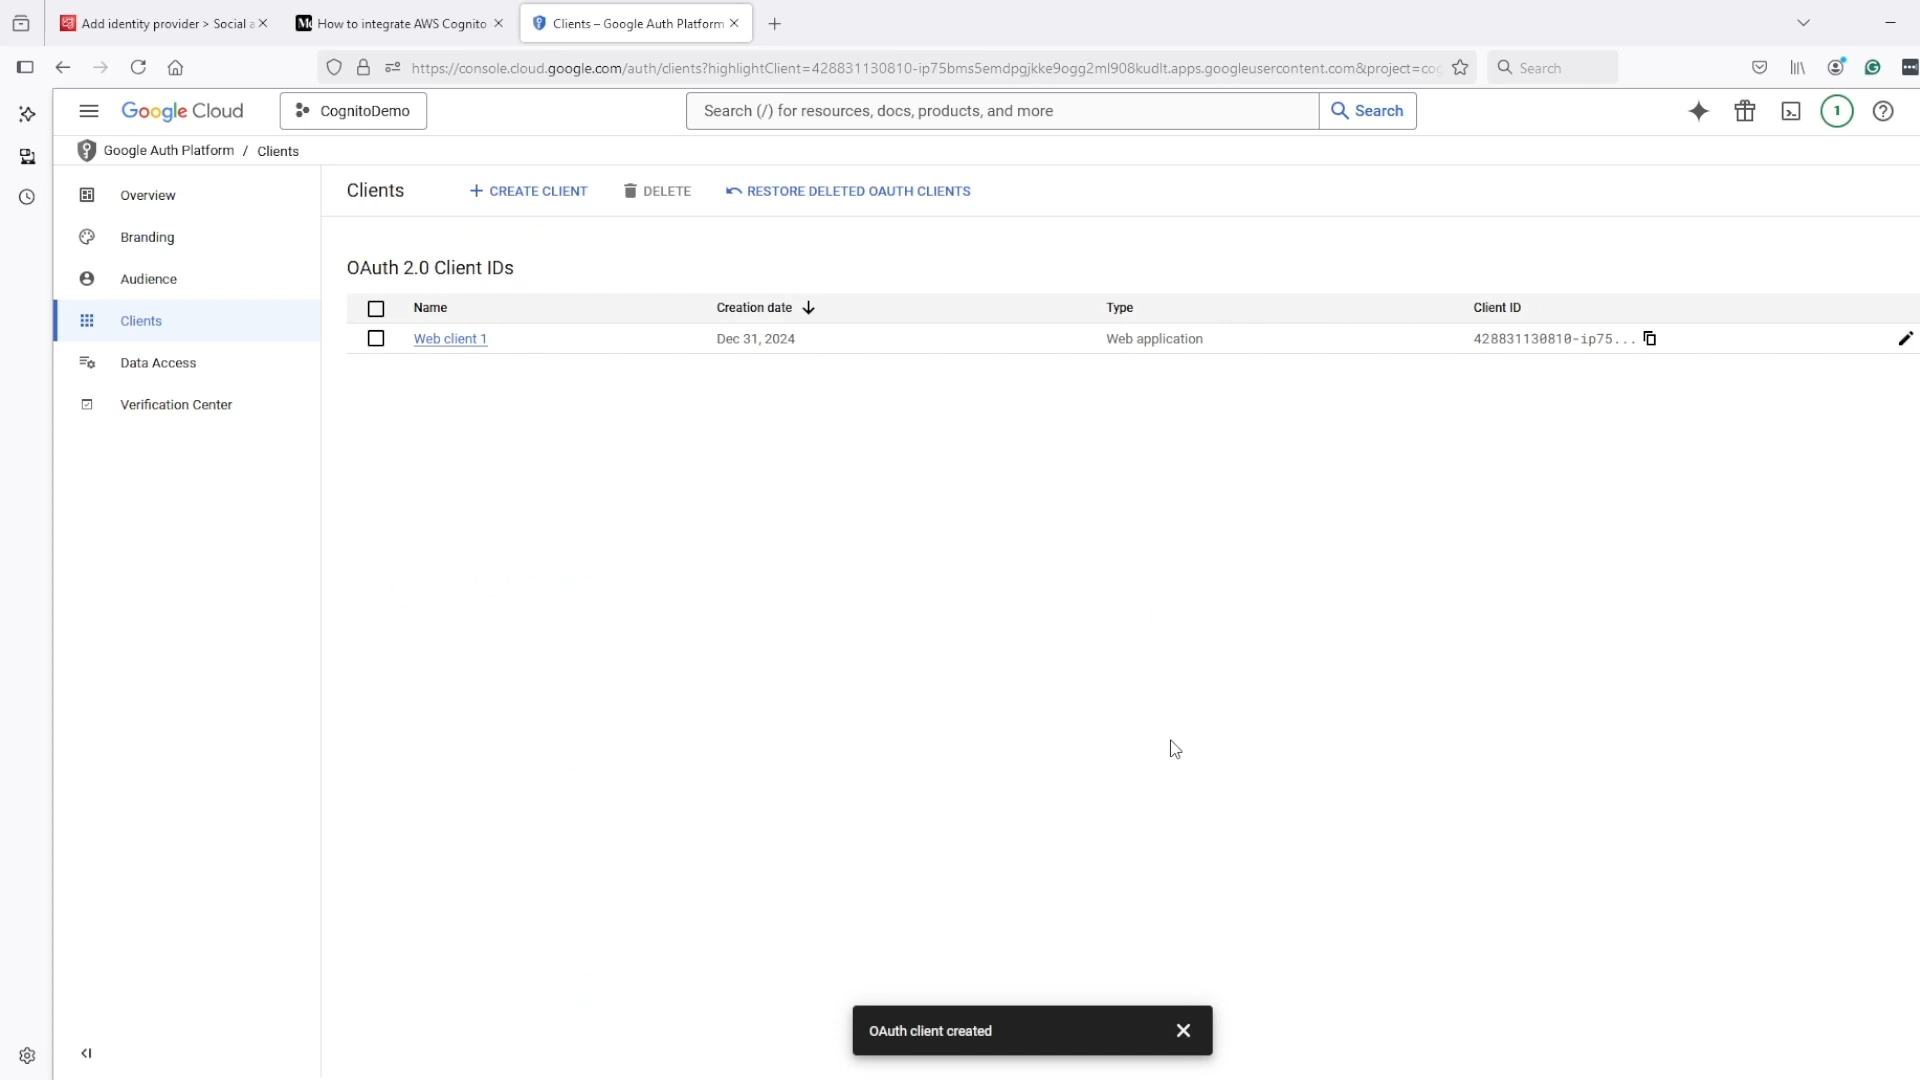 Add identity provider > Social a
How to integrate AWS Cognito
Clients – Google Auth Platform
https://console.cloud.google.com/auth/clients?highlightClient=428831130810-ip75bms5emdpgjkke9ogg2ml908kudlt.apps.googleusercontent.com&project=co
Search
Google Cloud
CognitoDemo
Search (/) for resources, docs, products, and more
Search
1
Google Auth Platform / Clients
Overview
Branding
Audience
Clients
Data Access
Verification Center
Clients
CREATE CLIENT
DELETE
RESTORE DELETED OAUTH CLIENTS
OAuth 2.0 Client IDs
Name Creation date Type Client ID
Web client 1 Dec 31, 2024 Web application 428831130810-ip75...
OAuth client created